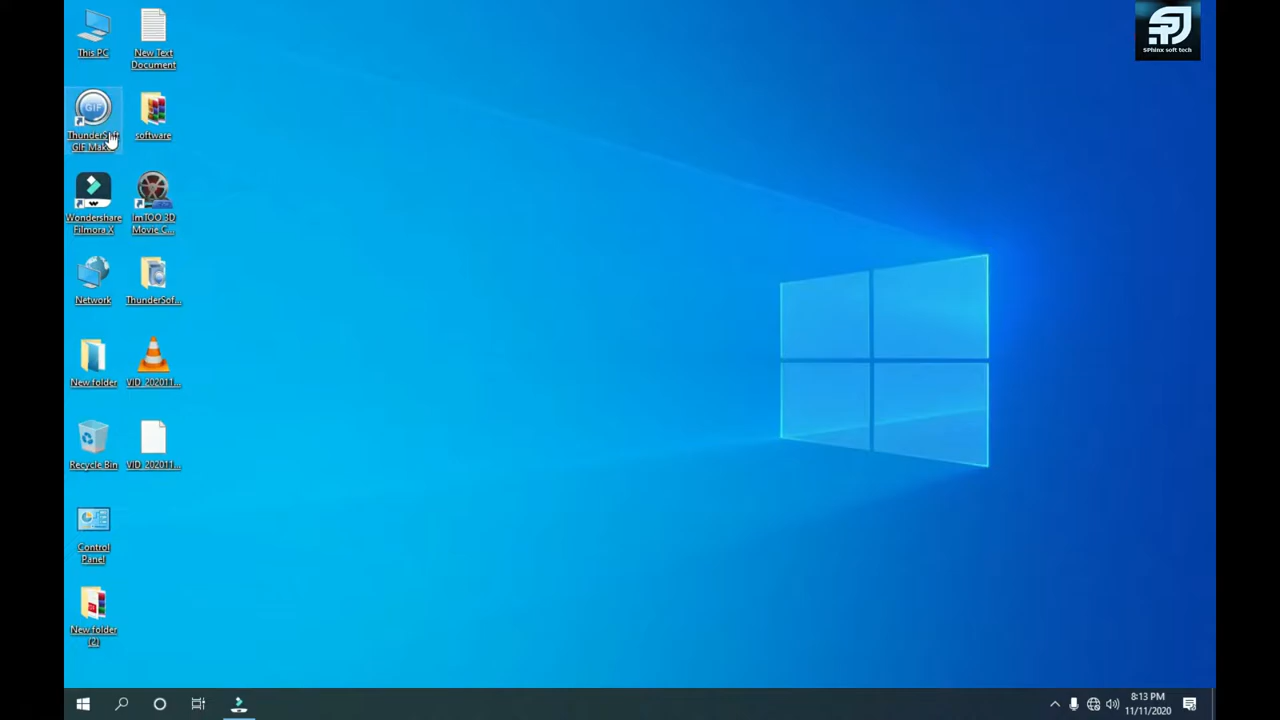 This PC
New Text
Document
GIF
ThunderSoft
GIF Mak
software
Wondershare
Filmora X
ImTOO 3D
Movie C...
Network
ThunderSof...
New folder
VID_202011...
Recycle Bin
VID_202011...
Control
Panel
New folder
(2)
SPhinx soft tech
8:13 PM
11/11/2020